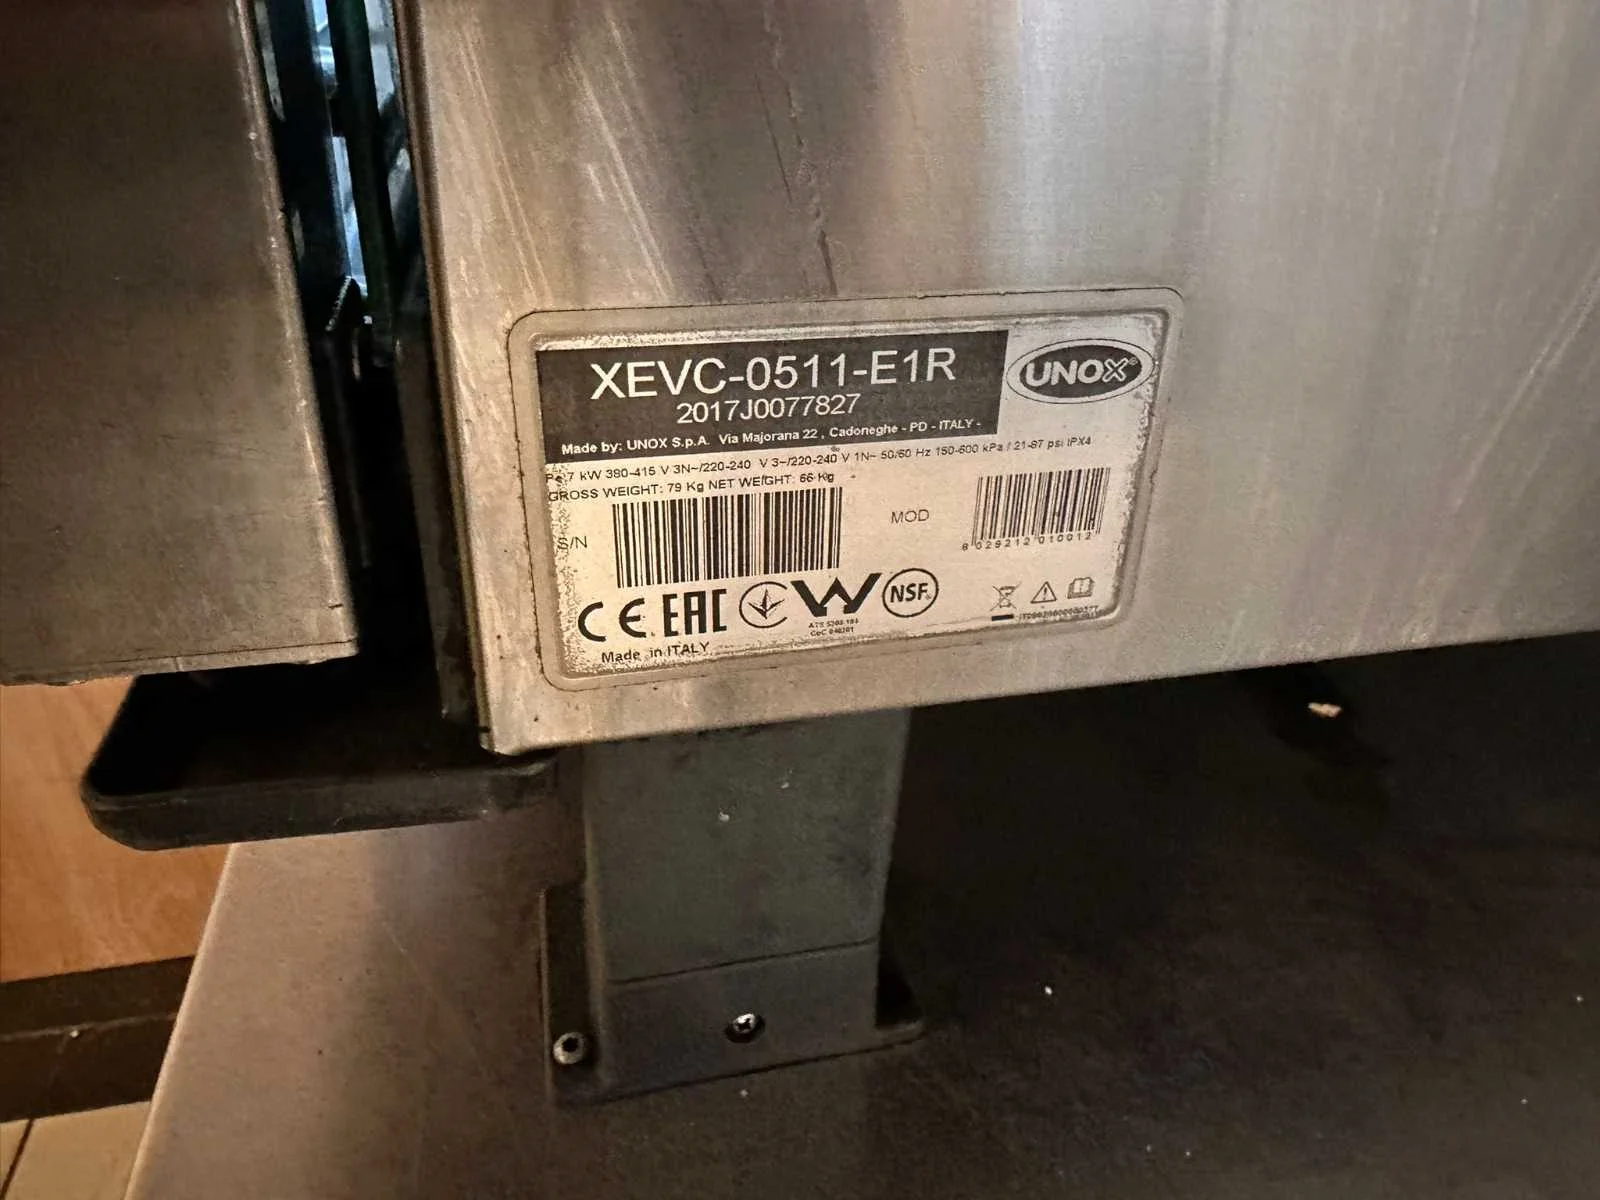 XEVC-0511-E1R
UNOX®
2017J0077827
Made by: UNOX S.p.A. Via Majorana 22 , Cadoneghe - PD - ITALY -
7 kW 380-415 V 3N~/220-240 V 3~/220-240 V 1N~ 50/60 Hz 150-600 kPa / 21-87 psi IPX4
GROSS WEIGHT: 79 Kg NET WEIGHT: 66 Kg
S/N
MOD
8 029212 010012
CE EAC
NSF.
Made in ITALY